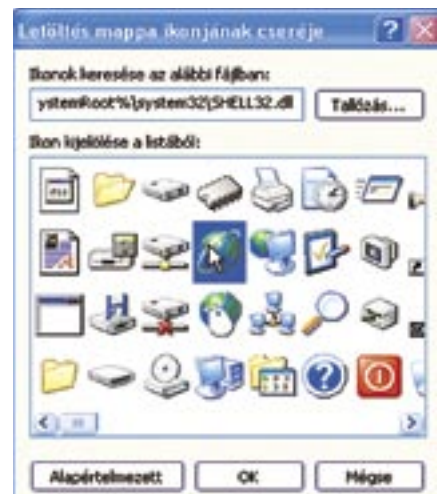 Letöltés mappa ikonjának cseréje
Ikonok keresése az alábbi fájlban:
ystemRoot%\system32\SHELL32.dll
Tallózás...
Ikon kijelölése a listából:
Alapértelmezett
OK
Mégse